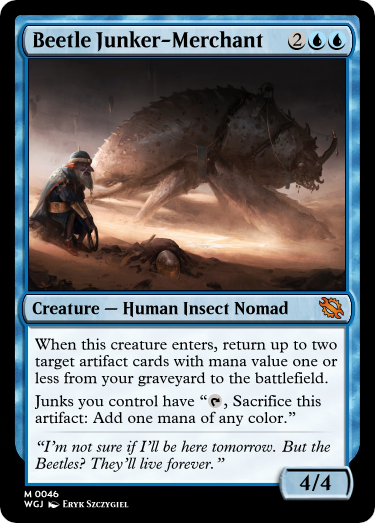 Beetle Junker-Merchant 2
Creature — Human Insect Nomad
When this creature enters, return up to two
target artifact cards with mana value one or
less from your graveyard to the battlefield.
Junks you control have “, Sacrifice this
artifact: Add one mana of any color.”
“I’m not sure if I’ll be here tomorrow. But the
Beetles? They’ll live forever.”
4/4
M 0046
WGJ Eryk Szczygiel